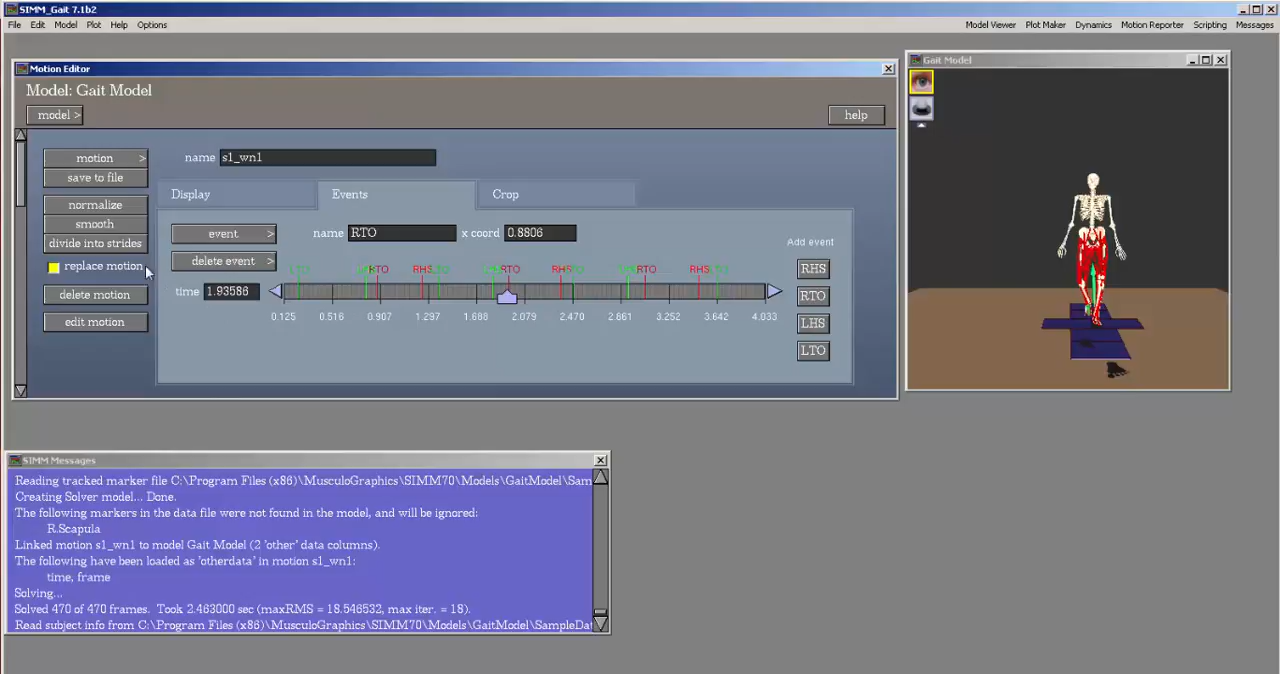 SIMM_Gait 7.1b2
File Edit Model Plot Help Options Model Viewer Plot Maker Dynamics Motion Reporter Scripting Messages
Motion Editor
Model: Gait Model
model >
help
motion >
save to file
normalize
smooth
divide into strides
replace motion
delete motion
edit motion
name s1_wn1
Display Events Crop
event >
name RTO x coord 0.8806
delete event >
Add event
RHS
RTO
LHS
LTO
RTO RHS RTO RHS RTO RHS
time 1.93586
0.125 0.516 0.907 1.297 1.688 2.079 2.470 2.861 3.252 3.642 4.033
Gait Model
SIMM Messages
Reading tracked marker file C:\Program Files (x86)\MusculoGraphics\SIMM70\Models\GaitModel\Sam
Creating Solver model... Done.
The following markers in the data file were not found in the model, and will be ignored:
R.Scapula
Linked motion s1_wn1 to model Gait Model (2 'other' data columns).
The following have been loaded as 'otherdata' in motion s1_wn1:
time, frame
Solving...
Solved 470 of 470 frames. Took 2.463000 sec (maxRMS = 18.546532, max iter. = 18).
Read subject info from C:\Program Files (x86)\MusculoGraphics\SIMM70\Models\GaitModel\SampleDat